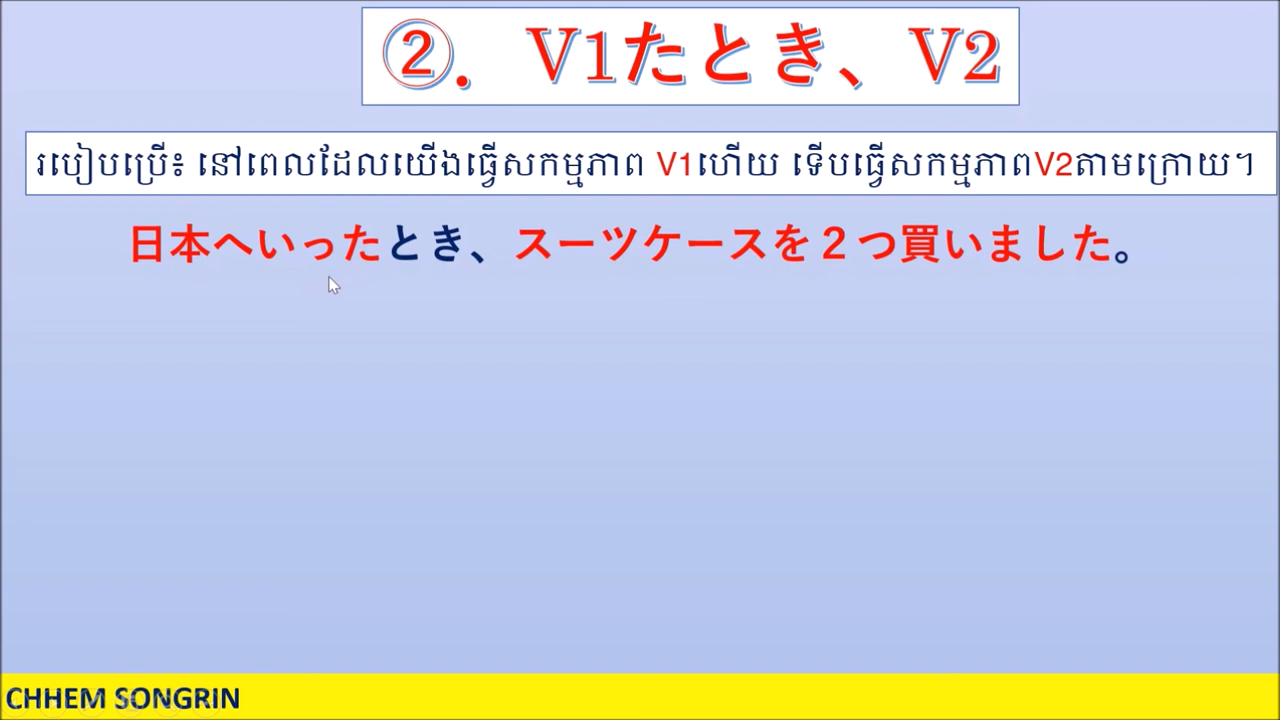 ②. V1たとき、V2
របៀបប្រើ៖ នៅពេលដែលយើងធ្វើសកម្មភាព V1ហើយ ទើបធ្វើសកម្មភាពV2តាមក្រោយ។
日本へいったとき、スーツケースを２つ買いました。
CHHEM SONGRIN